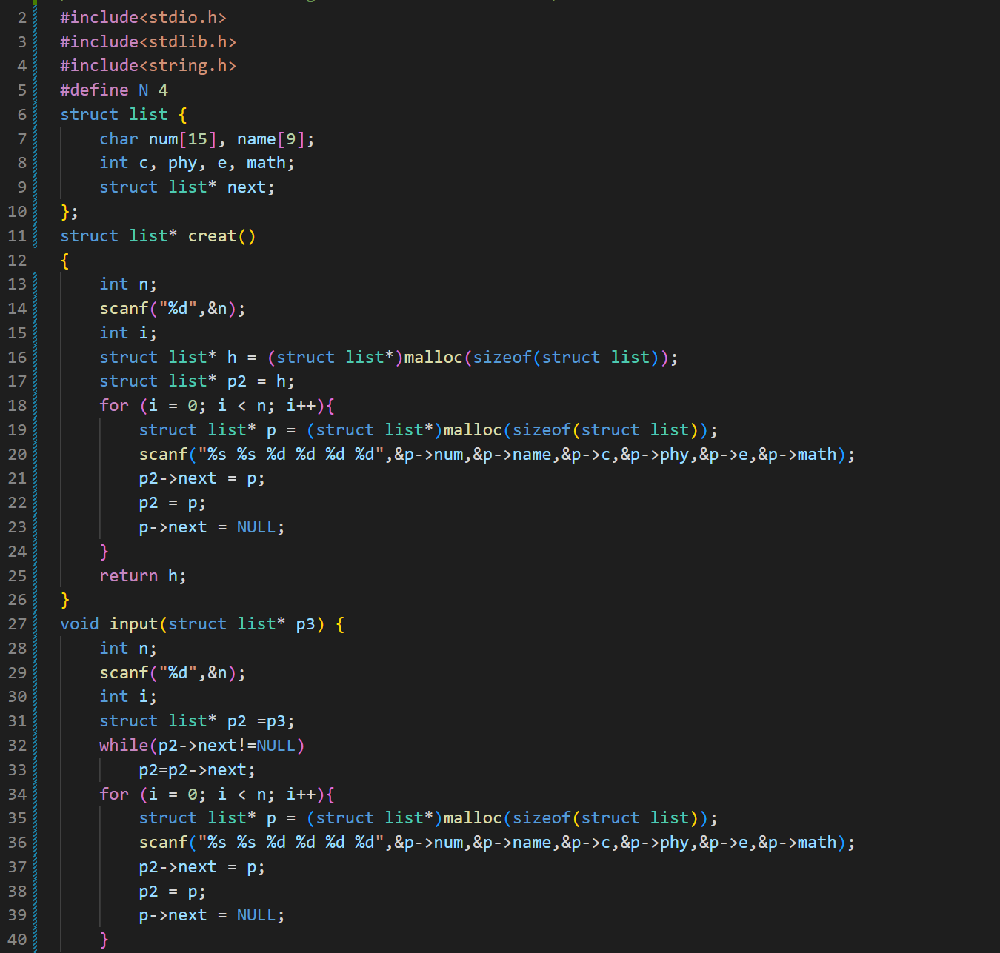 2 #include<stdio.h>
3 #include<stdlib.h>
4 #include<string.h>
5 #define N 4
6 struct list {
7     char num[15], name[9];
8     int c, phy, e, math;
9     struct list* next;
10 };
11 struct list* creat()
12 {
13     int n;
14     scanf("%d",&n);
15     int i;
16     struct list* h = (struct list*)malloc(sizeof(struct list));
17     struct list* p2 = h;
18     for (i = 0; i < n; i++){
19         struct list* p = (struct list*)malloc(sizeof(struct list));
20         scanf("%s %s %d %d %d %d",&p->num,&p->name,&p->c,&p->phy,&p->e,&p->math);
21         p2->next = p;
22         p2 = p;
23         p->next = NULL;
24     }
25     return h;
26 }
27 void input(struct list* p3) {
28     int n;
29     scanf("%d",&n);
30     int i;
31     struct list* p2 =p3;
32     while(p2->next!=NULL)
33         p2=p2->next;
34     for (i = 0; i < n; i++){
35         struct list* p = (struct list*)malloc(sizeof(struct list));
36         scanf("%s %s %d %d %d %d",&p->num,&p->name,&p->c,&p->phy,&p->e,&p->math);
37         p2->next = p;
38         p2 = p;
39         p->next = NULL;
40     }